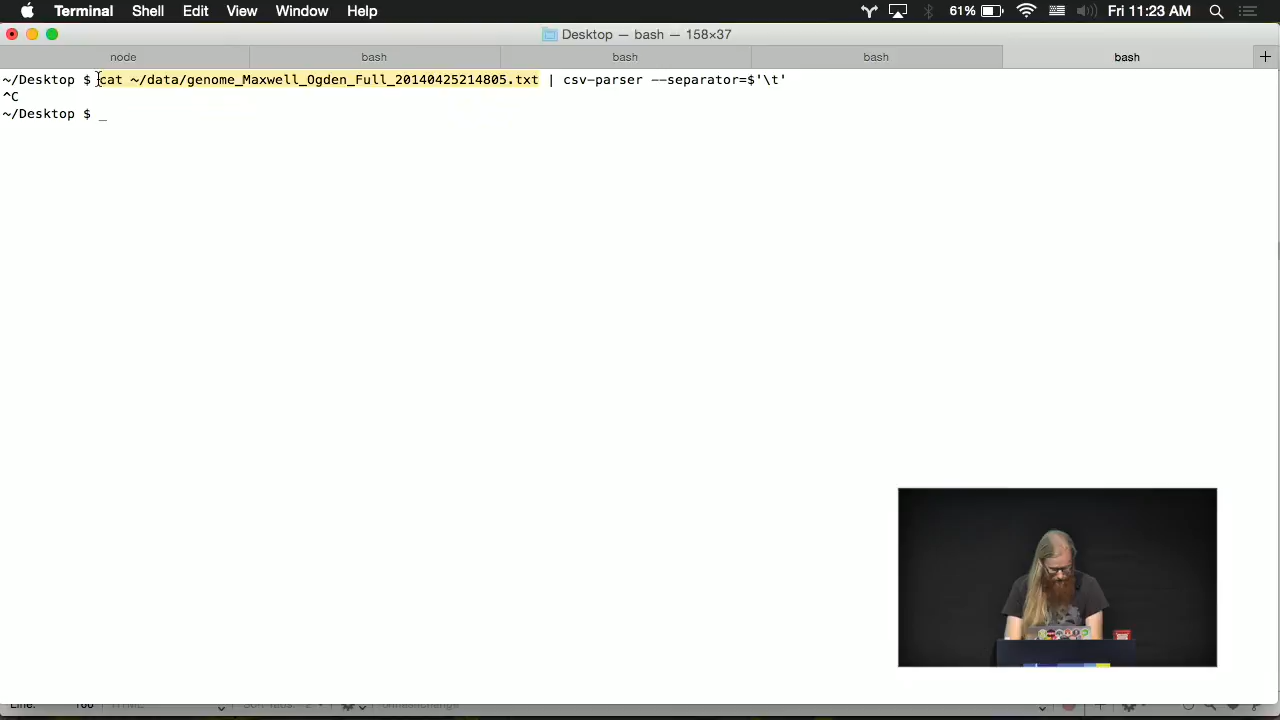 Terminal Shell Edit View Window Help 61% Fri 11:23 AM
Desktop — bash — 158×37
node bash bash bash bash +
~/Desktop $ cat ~/data/genome_Maxwell_Ogden_Full_20140425214805.txt | csv-parser --separator=$'\t'
^C
~/Desktop $ _